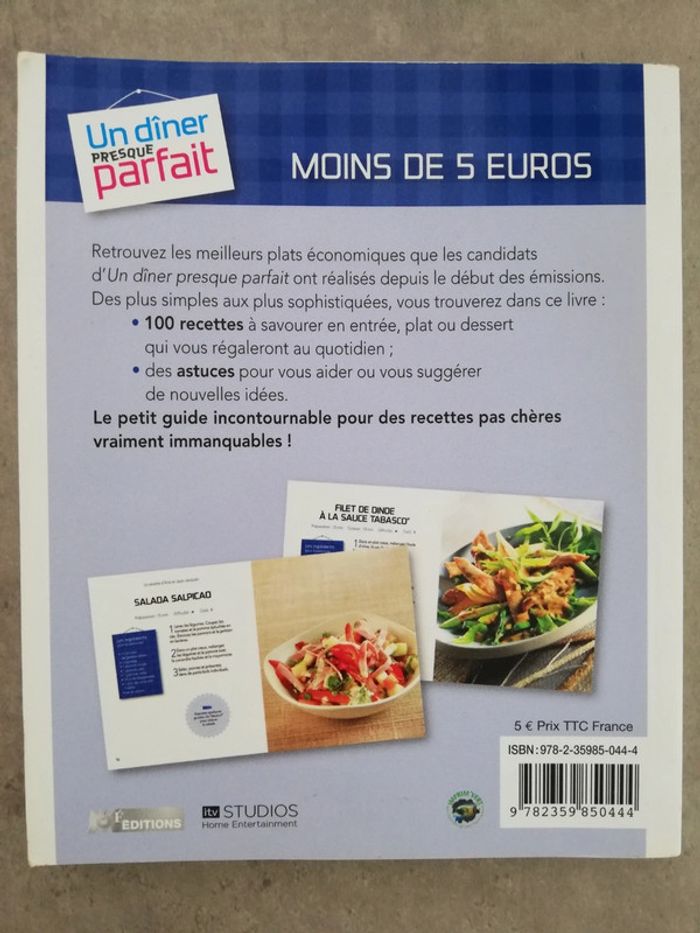 Un dîner
PRESQUE
parfait
MOINS DE 5 EUROS
Retrouvez les meilleurs plats économiques que les candidats
d'Un dîner presque parfait ont réalisés depuis le début des émissions.
Des plus simples aux plus sophistiquées, vous trouverez dans ce livre :
• 100 recettes à savourer en entrée, plat ou dessert
qui vous régaleront au quotidien ;
• des astuces pour vous aider ou vous suggérer
de nouvelles idées.
Le petit guide incontournable pour des recettes pas chères
vraiment immanquables !
FILET DE DINDE
À LA SAUCE TABASCO®
SALADA SALPICAO
5 € Prix TTC France
ISBN : 978-2-35985-044-4
9 782359 850444
ÉDITIONS
itv STUDIOS
Home Entertainment
IMPRIM'VERT